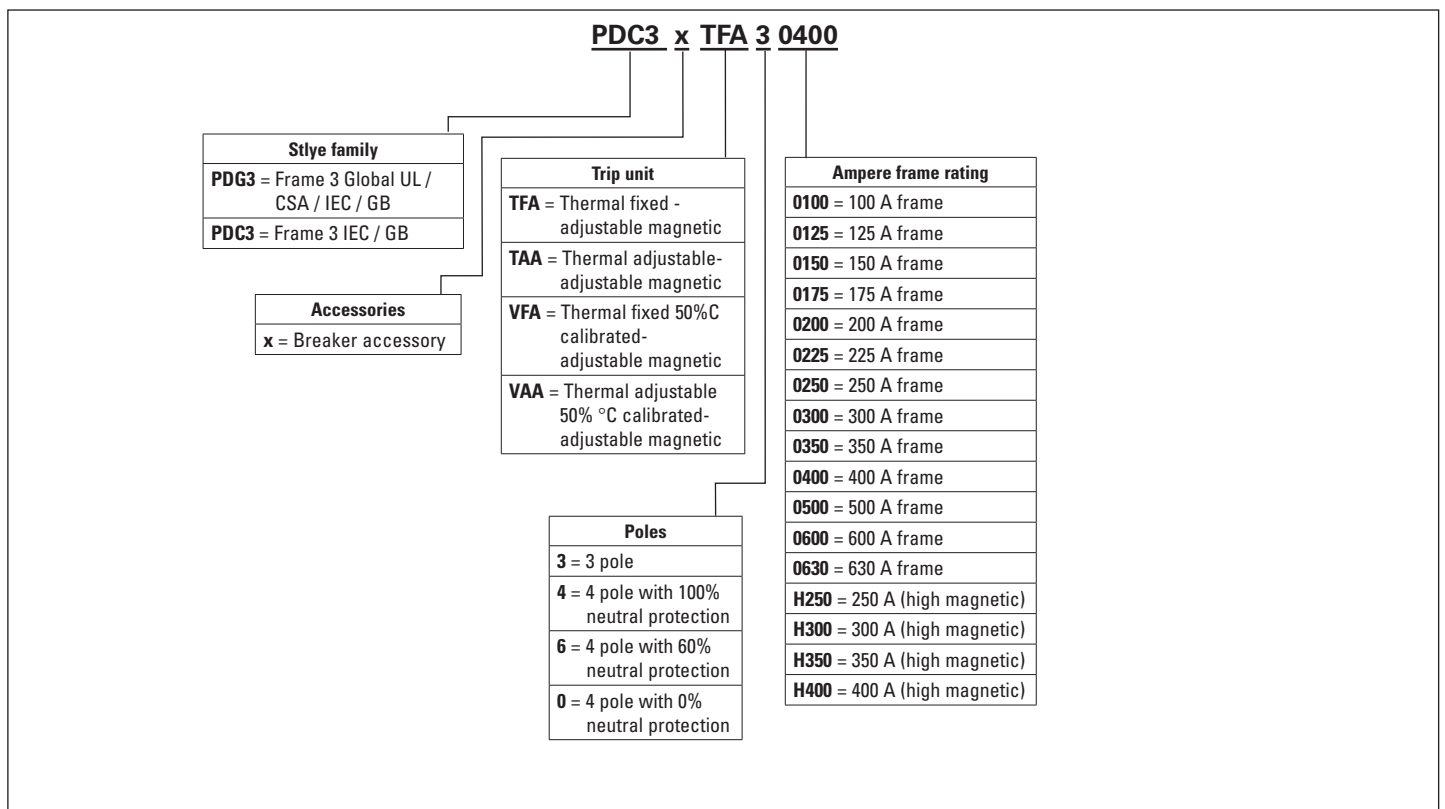 PDC3 x TFA 3 0400
Stlye family
PDG3 = Frame 3 Global UL /
CSA / IEC / GB
PDC3 = Frame 3 IEC / GB
Accessories
x = Breaker accessory
Trip unit
TFA = Thermal fixed -
adjustable magnetic
TAA = Thermal adjustable-
adjustable magnetic
VFA = Thermal fixed 50%C
calibrated-
adjustable magnetic
VAA = Thermal adjustable
50% °C calibrated-
adjustable magnetic
Poles
3 = 3 pole
4 = 4 pole with 100%
neutral protection
6 = 4 pole with 60%
neutral protection
0 = 4 pole with 0%
neutral protection
Ampere frame rating
0100 = 100 A frame
0125 = 125 A frame
0150 = 150 A frame
0175 = 175 A frame
0200 = 200 A frame
0225 = 225 A frame
0250 = 250 A frame
0300 = 300 A frame
0350 = 350 A frame
0400 = 400 A frame
0500 = 500 A frame
0600 = 600 A frame
0630 = 630 A frame
H250 = 250 A (high magnetic)
H300 = 300 A (high magnetic)
H350 = 350 A (high magnetic)
H400 = 400 A (high magnetic)